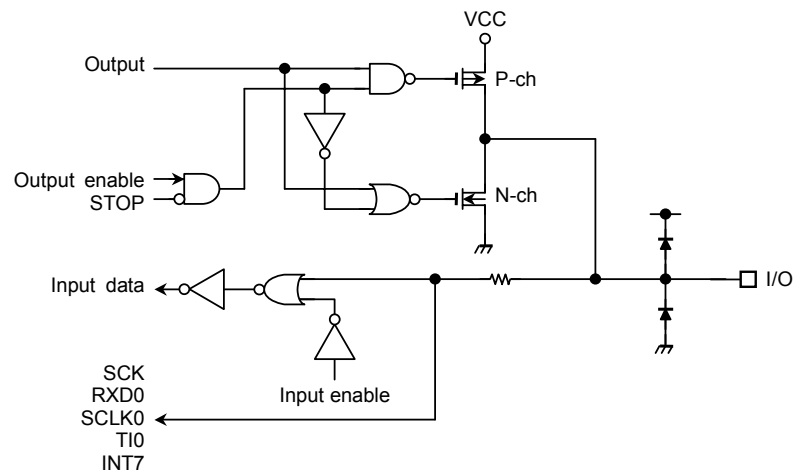 VCC
Output
P-ch
Output enable
STOP
N-ch
Input data
I/O
Input enable
SCK
RXD0
SCLK0
TI0
INT7